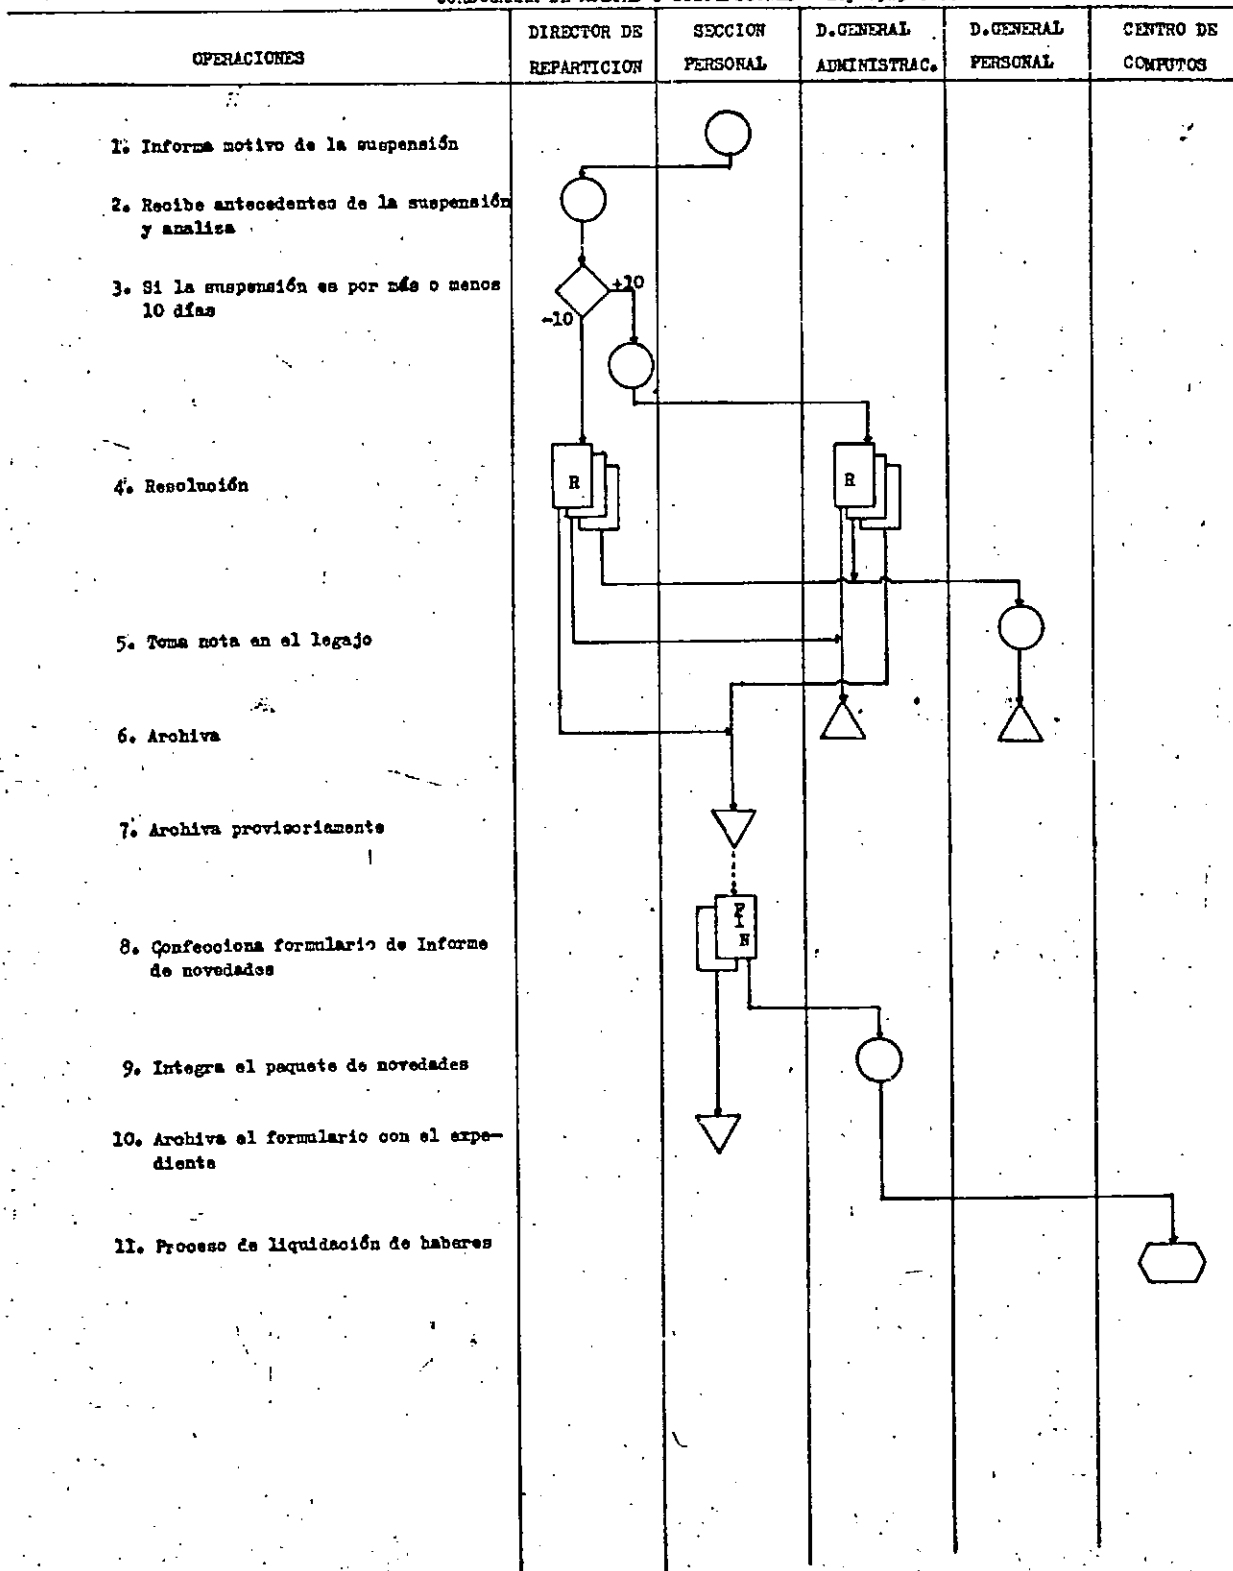 OPERACIONES
DIRECTOR DE
REPARTICION
SECCION
PERSONAL
D.GENERAL
ADMINISTRAC.
D.GENERAL
PERSONAL
CENTRO DE
COMPUTOS
1. Informa motivo de la suspensión
2. Recibe antecedentes de la suspensión
y analiza
3. Si la suspensión es por más o menos
10 días
+10
-10
4. Resolución
R
R
5. Toma nota en el legajo
6. Archiva
7. Archiva provisoriamente
8. Confecciona formulario de Informe
de novedades
F
I
N
9. Integra el paquete de novedades
10. Archiva el formulario con el expe-
diente
11. Proceso de liquidación de haberes